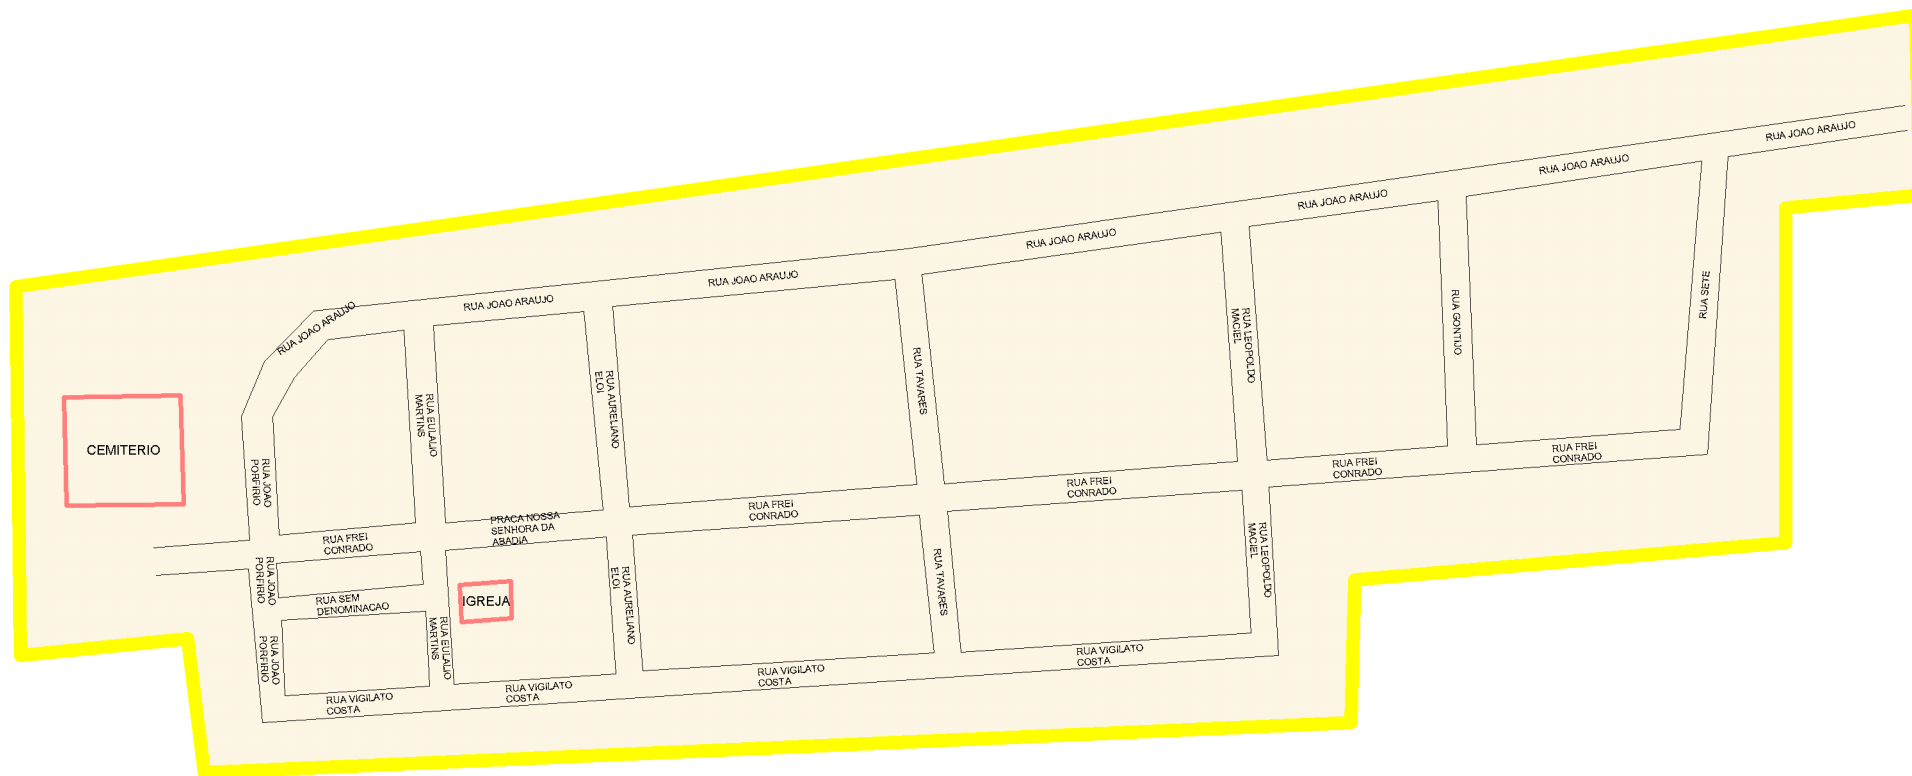 RUA JOAO ARAUJO
RUA JOAO ARAUJO
RUA JOAO ARAUJO
RUA JOAO ARAUJO
RUA JOAO ARAUJO
RUA JOAO ARAUJO
RUA JOAO ARAUJO
RUA JOAO ARAUJO
CEMITERIO
RUA JOAO
PORFIRIO
RUA EULALIO
MARTINS
RUA AURELIANO
ELOI
RUA TAVARES
RUA LEOPOLDO
MACIEL
RUA GONTIJO
RUA SETE
RUA FREI
CONRADO
PRACA NOSSA
SENHORA DA
ABADIA
RUA FREI
CONRADO
RUA FREI
CONRADO
RUA FREI
CONRADO
RUA FREI
CONRADO
RUA JOAO
PORFIRIO
RUA SEM
DENOMINACAO
IGREJA
RUA AURELIANO
ELOI
RUA TAVARES
RUA LEOPOLDO
MACIEL
RUA JOAO
PORFIRIO
RUA EULALIO
MARTINS
RUA VIGILATO
COSTA
RUA VIGILATO
COSTA
RUA VIGILATO
COSTA
RUA VIGILATO
COSTA